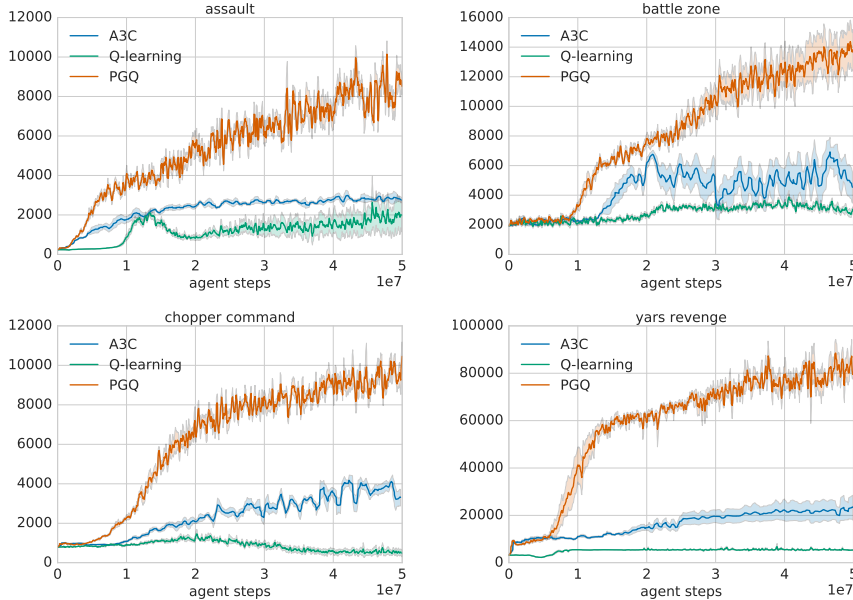 assault
12000
10000
8000
6000
4000
2000
0
A3C
Q-learning
PGQ
0 1 2 3 4 5
agent steps 1e7
battle zone
16000
14000
12000
10000
8000
6000
4000
2000
0
A3C
Q-learning
PGQ
0 1 2 3 4 5
agent steps 1e7
chopper command
12000
10000
8000
6000
4000
2000
0
A3C
Q-learning
PGQ
0 1 2 3 4 5
agent steps 1e7
yars revenge
100000
80000
60000
40000
20000
0
A3C
Q-learning
PGQ
0 1 2 3 4 5
agent steps 1e7